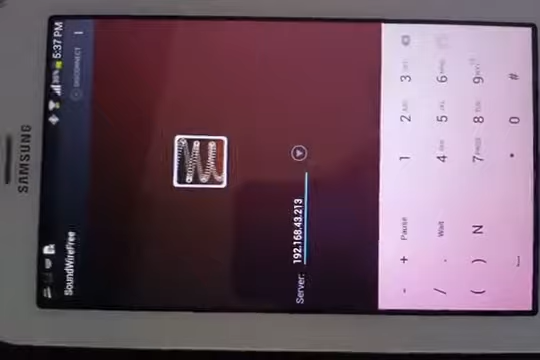 SAMSUNG
5:37 PM
SoundWireFree
DISCONNECT
Server: 192.168.43.213
- + Pause 1 2 ABC 3 DEF
/ . Wait 4 GHI 5 JKL 6 MNO
( ) N 7 PQRS 8 TUV 9 WXYZ
* 0 #